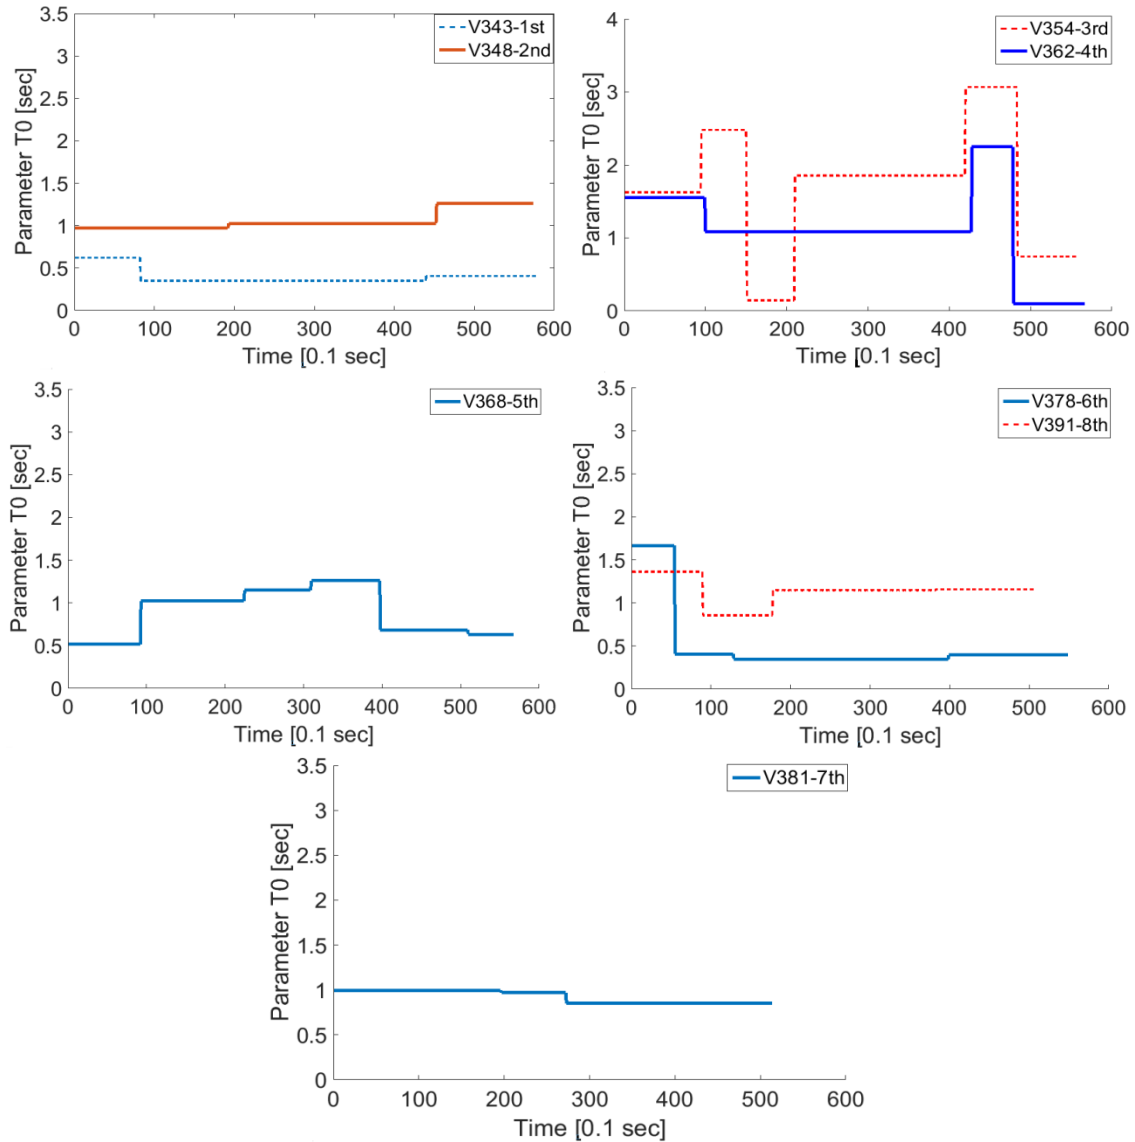 V343-1st
V348-2nd
3.5
3
2.5
2
1.5
1
0.5
0
Parameter T0 [sec]
0 100 200 300 400 500 600
Time [0.1 sec]
V354-3rd
V362-4th
4
3
2
1
0
Parameter T0 [sec]
0 100 200 300 400 500 600
Time [0.1 sec]
V368-5th
3.5
3
2.5
2
1.5
1
0.5
0
Parameter T0 [sec]
0 100 200 300 400 500 600
Time [0.1 sec]
V378-6th
V391-8th
3.5
3
2.5
2
1.5
1
0.5
0
Parameter T0 [sec]
0 100 200 300 400 500 600
Time [0.1 sec]
V381-7th
3.5
3
2.5
2
1.5
1
0.5
0
Parameter T0 [sec]
0 100 200 300 400 500 600
Time [0.1 sec]